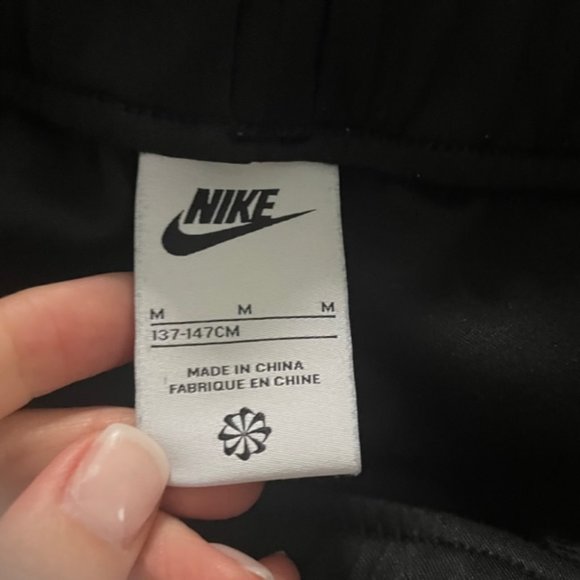 NIKE
M M M
137-147CM
MADE IN CHINA
FABRIQUE EN CHINE